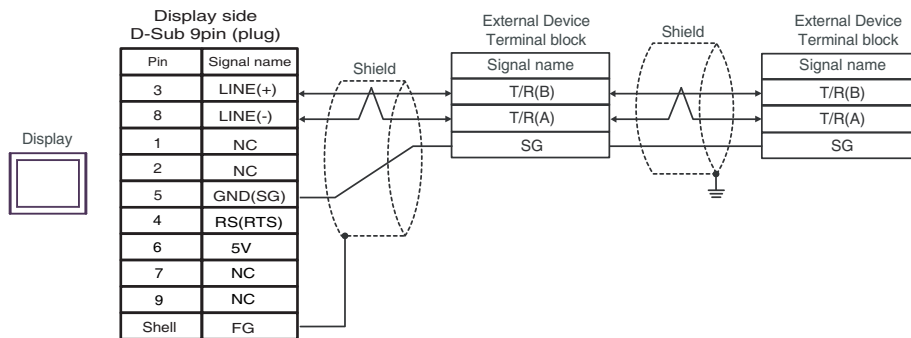 Display side
D-Sub 9pin (plug)
Pin Signal name
3 LINE(+)
8 LINE(-)
1 NC
2 NC
5 GND(SG)
4 RS(RTS)
6 5V
7 NC
9 NC
Shell FG
Display
Shield
External Device
Terminal block
Signal name
T/R(B)
T/R(A)
SG
Shield
External Device
Terminal block
Signal name
T/R(B)
T/R(A)
SG